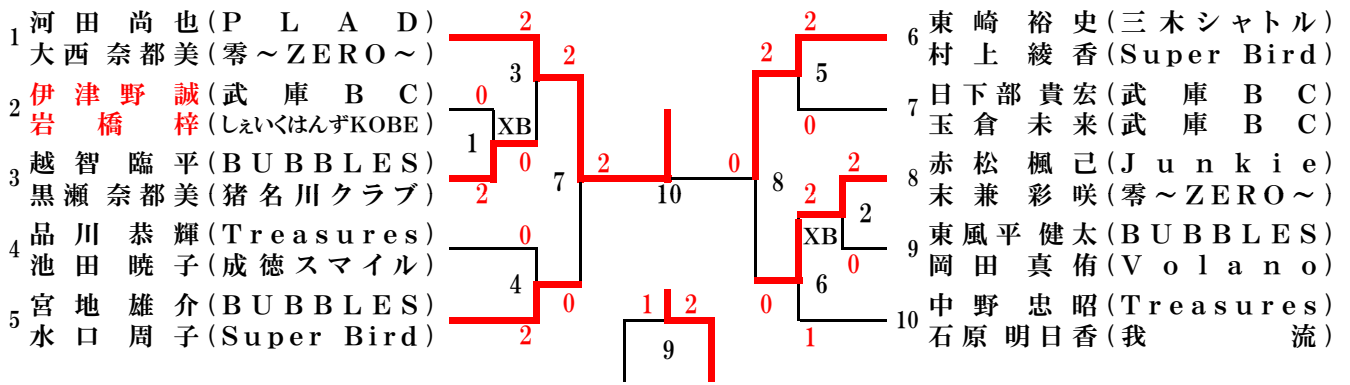 1 河田尚也(PLAD)
大西奈都美(零～ZERO～)
2 伊津野誠(武庫BC)
岩橋梓(しぇいくはんずKOBE)
3 越智臨平(BUBBLES)
黒瀬奈都美(猪名川クラブ)
4 品川恭輝(Treasures)
池田暁子(成徳スマイル)
5 宮地雄介(BUBBLES)
水口周子(Super Bird)
2
3
2
0
1
XB
0
2
7
2
0
4
0
2
10
1
2
9
2
2
5
0
0
8
2
2
XB
2
0
0
6
1
6 東崎裕史(三木シャトル)
村上綾香(Super Bird)
7 日下部貴宏(武庫BC)
玉倉未来(武庫BC)
8 赤松楓己(Junkie)
末兼彩咲(零～ZERO～)
9 東風平健太(BUBBLES)
岡田真侑(Volano)
10 中野忠昭(Treasures)
石原明日香(我流)